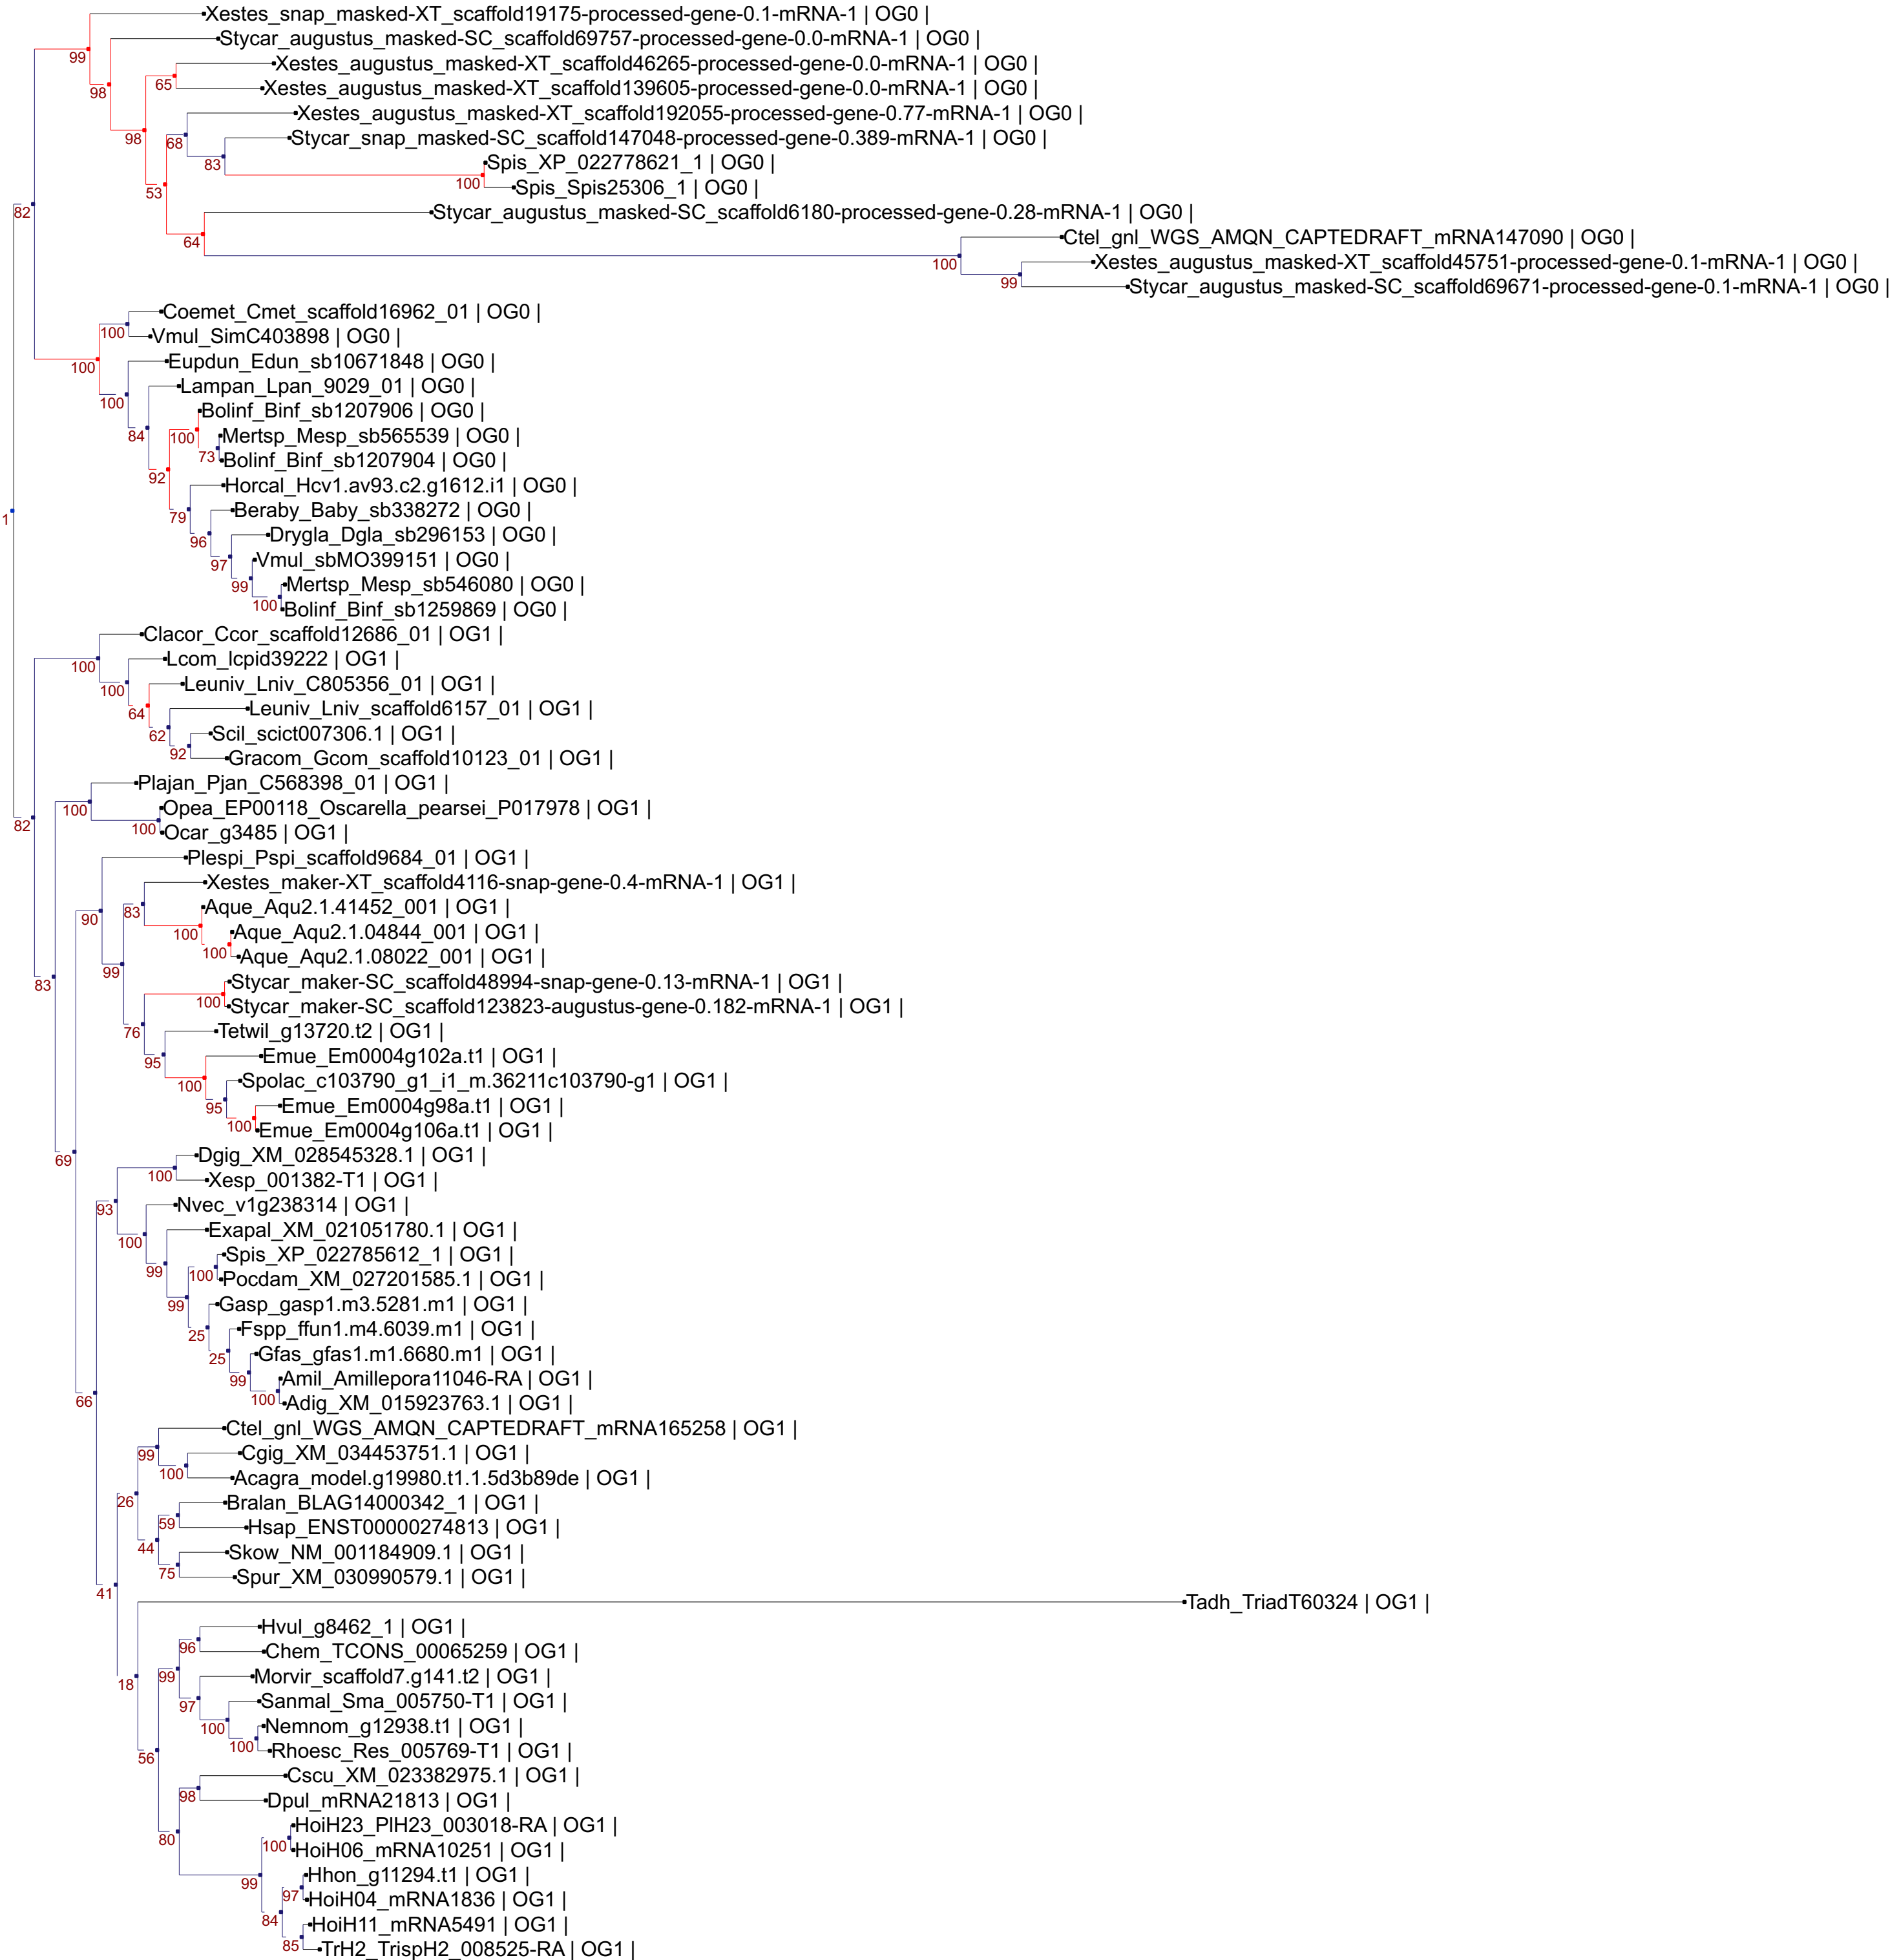 Xestes_snap_masked-XT_scaffold19175-processed-gene-0.1-mRNA-1 | OG0 |
Stycar_augustus_masked-SC_scaffold69757-processed-gene-0.0-mRNA-1 | OG0 |
99
Xestes_augustus_masked-XT_scaffold46265-processed-gene-0.0-mRNA-1 | OG0 |
65
Xestes_augustus_masked-XT_scaffold139605-processed-gene-0.0-mRNA-1 | OG0 |
98
Xestes_augustus_masked-XT_scaffold192055-processed-gene-0.77-mRNA-1 | OG0 |
98
68
Stycar_snap_masked-SC_scaffold147048-processed-gene-0.389-mRNA-1 | OG0 |
83
Spis_XP_022778621_1 | OG0 |
100
Spis_Spis25306_1 | OG0 |
53
Stycar_augustus_masked-SC_scaffold6180-processed-gene-0.28-mRNA-1 | OG0 |
82
64
Ctel_gnl_WGS_AMQN_CAPTEDRAFT_mRNA147090 | OG0 |
100
Xestes_augustus_masked-XT_scaffold45751-processed-gene-0.1-mRNA-1 | OG0 |
99
Stycar_augustus_masked-SC_scaffold69671-processed-gene-0.1-mRNA-1 | OG0 |
Coemet_Cmet_scaffold16962_01 | OG0 |
100
Vmul_SimC403898 | OG0 |
Eupdun_Edun_sb10671848 | OG0 |
100
Lampan_Lpan_9029_01 | OG0 |
100
Bolinf_Binf_sb1207906 | OG0 |
84
100
Mertsp_Mesp_sb565539 | OG0 |
73
Bolinf_Binf_sb1207904 | OG0 |
92
Horcal_Hcv1.av93.c2.g1612.i1 | OG0 |
79
Beraby_Baby_sb338272 | OG0 |
1
96
Drygla_Dgla_sb296153 | OG0 |
97
Vmul_sbMO399151 | OG0 |
99
Mertsp_Mesp_sb546080 | OG0 |
100
Bolinf_Binf_sb1259869 | OG0 |
Clacor_Ccor_scaffold12686_01 | OG1 |
100
Lcom_lcpid39222 | OG1 |
100
Leuniv_Lniv_C805356_01 | OG1 |
64
Leuniv_Lniv_scaffold6157_01 | OG1 |
62
Scil_scict007306.1 | OG1 |
92
Gracom_Gcom_scaffold10123_01 | OG1 |
Plajan_Pjan_C568398_01 | OG1 |
100
Opea_EP00118_Oscarella_pearsei_P017978 | OG1 |
82
100
Ocar_g3485 | OG1 |
Plespi_Pspi_scaffold9684_01 | OG1 |
Xestes_maker-XT_scaffold4116-snap-gene-0.4-mRNA-1 | OG1 |
90
83
Aque_Aqu2.1.41452_001 | OG1 |
100
Aque_Aqu2.1.04844_001 | OG1 |
100
Aque_Aqu2.1.08022_001 | OG1 |
99
83
Stycar_maker-SC_scaffold48994-snap-gene-0.13-mRNA-1 | OG1 |
100
Stycar_maker-SC_scaffold123823-augustus-gene-0.182-mRNA-1 | OG1 |
76
Tetwil_g13720.t2 | OG1 |
95
Emue_Em0004g102a.t1 | OG1 |
100
Spolac_c103790_g1_i1_m.36211c103790-g1 | OG1 |
95
Emue_Em0004g98a.t1 | OG1 |
100
Emue_Em0004g106a.t1 | OG1 |
69
Dgig_XM_028545328.1 | OG1 |
100
Xesp_001382-T1 | OG1 |
93
Nvec_v1g238314 | OG1 |
100
Exapal_XM_021051780.1 | OG1 |
Spis_XP_022785612_1 | OG1 |
99
100
Pocdam_XM_027201585.1 | OG1 |
99
Gasp_gasp1.m3.5281.m1 | OG1 |
25
Fspp_ffun1.m4.6039.m1 | OG1 |
25
Gfas_gfas1.m1.6680.m1 | OG1 |
99
Amil_Amillepora11046-RA | OG1 |
66
100
Adig_XM_015923763.1 | OG1 |
Ctel_gnl_WGS_AMQN_CAPTEDRAFT_mRNA165258 | OG1 |
99
Cgig_XM_034453751.1 | OG1 |
100
Acagra_model.g19980.t1.1.5d3b89de | OG1 |
26
Bralan_BLAG14000342_1 | OG1 |
59
Hsap_ENST00000274813 | OG1 |
44
Skow_NM_001184909.1 | OG1 |
75
Spur_XM_030990579.1 | OG1 |
41
Tadh_TriadT60324 | OG1 |
Hvul_g8462_1 | OG1 |
96
Chem_TCONS_00065259 | OG1 |
18
99
Morvir_scaffold7.g141.t2 | OG1 |
97
Sanmal_Sma_005750-T1 | OG1 |
100
Nemnom_g12938.t1 | OG1 |
100
Rhoesc_Res_005769-T1 | OG1 |
56
Cscu_XM_023382975.1 | OG1 |
98
Dpul_mRNA21813 | OG1 |
HoiH23_PlH23_003018-RA | OG1 |
80
100
HoiH06_mRNA10251 | OG1 |
Hhon_g11294.t1 | OG1 |
99
97
HoiH04_mRNA1836 | OG1 |
84
HoiH11_mRNA5491 | OG1 |
85
TrH2_TrispH2_008525-RA | OG1 |